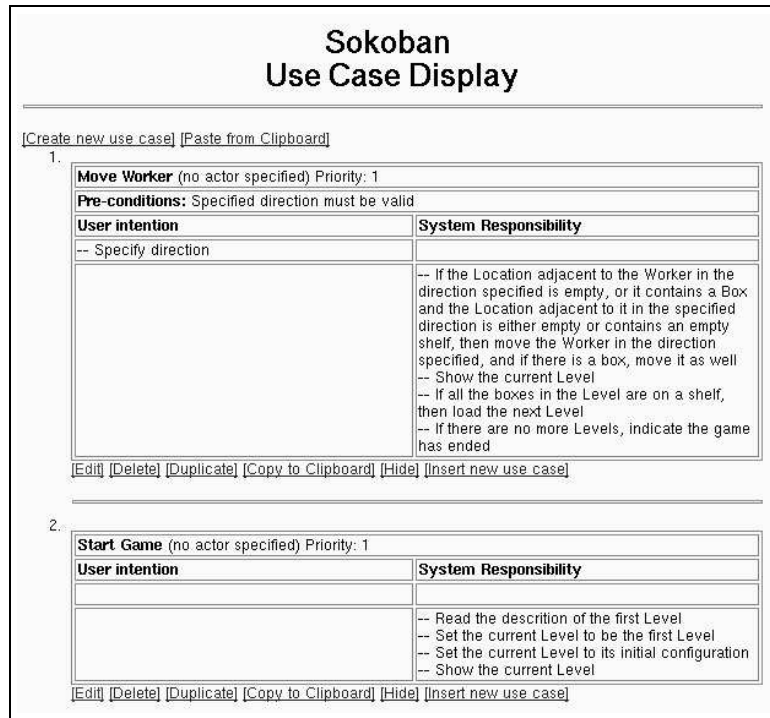 Sokoban
Use Case Display
[Create new use case] [Paste from Clipboard]
1.
Move Worker (no actor specified) Priority: 1
Pre-conditions: Specified direction must be valid
User intention System Responsibility
-- Specify direction
-- If the Location adjacent to the Worker in the
direction specified is empty, or it contains a Box
and the Location adjacent to it in the specified
direction is either empty or contains an empty
shelf, then move the Worker in the direction
specified, and if there is a box, move it as well
-- Show the current Level
-- If all the boxes in the Level are on a shelf,
then load the next Level
-- If there are no more Levels, indicate the game
has ended
[Edit] [Delete] [Duplicate] [Copy to Clipboard] [Hide] [Insert new use case]
2.
Start Game (no actor specified) Priority: 1
User intention System Responsibility
-- Read the descrition of the first Level
-- Set the current Level to be the first Level
-- Set the current Level to its initial configuration
-- Show the current Level
[Edit] [Delete] [Duplicate] [Copy to Clipboard] [Hide] [Insert new use case]